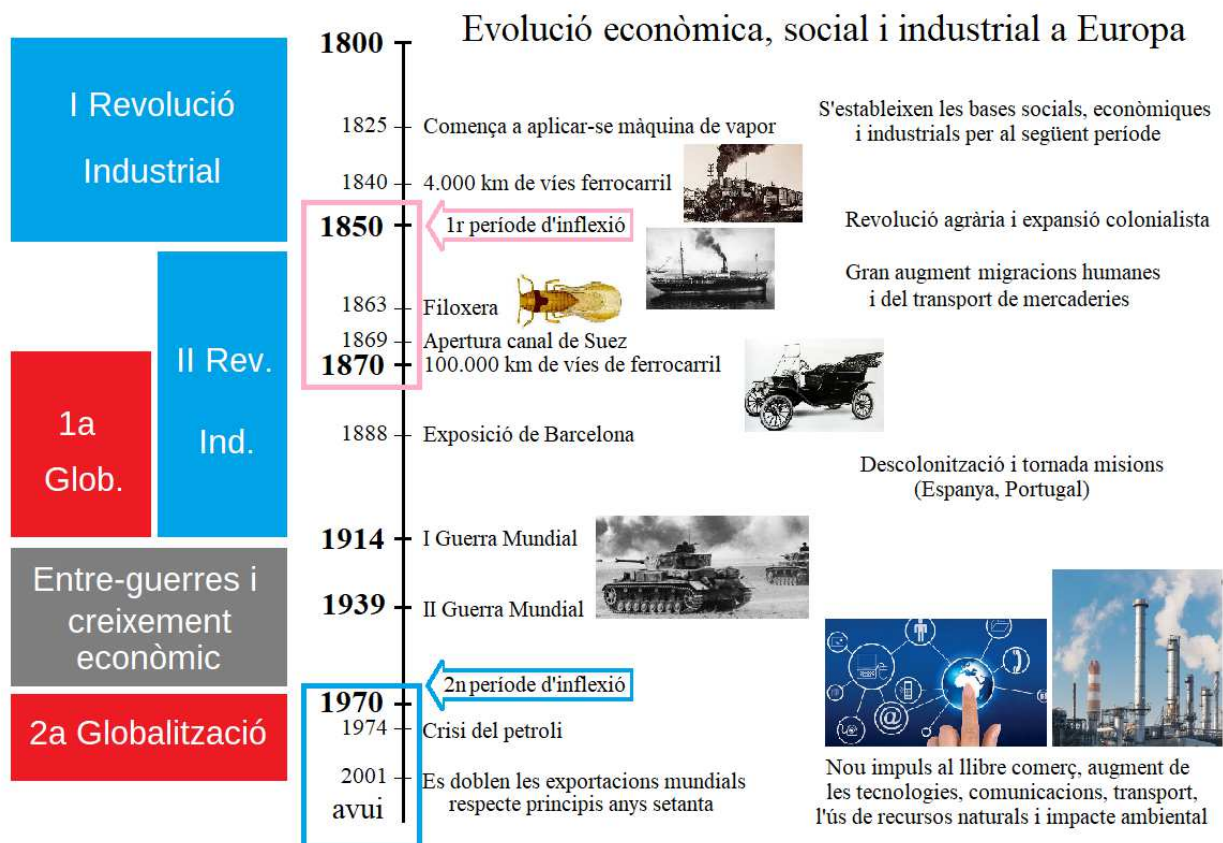 Evolució econòmica, social i industrial a Europa
I Revolució
Industrial
II Rev.
Ind.
1a
Glob.
Entre-guerres i
creixement
econòmic
2a Globalització
1800
1825
Comença a aplicar-se màquina de vapor
1840
4.000 km de víes ferrocarril
1850
1r període d'inflexió
1863
Filoxera
1869
Apertura canal de Suez
1870
100.000 km de víes de ferrocarril
1888
Exposició de Barcelona
1914
I Guerra Mundial
1939
II Guerra Mundial
2n període d'inflexió
1970
1974
Crisi del petroli
2001
Es doblen les exportacions mundials
respecte principis anys setanta
avui
S'estableixen les bases socials, econòmiques
i industrials per al següent període
Revolució agrària i expansió colonialista
Gran augment migracions humanes
i del transport de mercaderies
Descolonització i tornada misions
(Espanya, Portugal)
@
Nou impuls al llibre comerç, augment de
les tecnologies, comunicacions, transport,
l'ús de recursos naturals i impacte ambiental